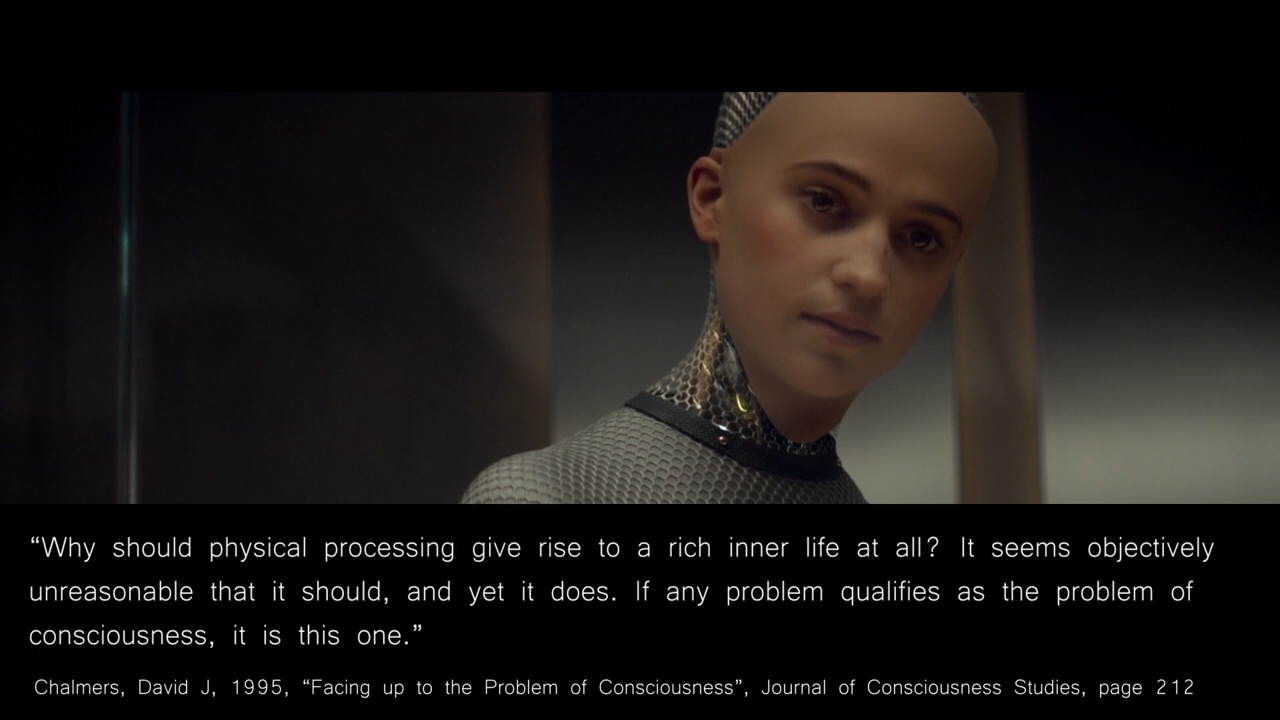 “Why should physical processing give rise to a rich inner life at all? It seems objectively
unreasonable that it should, and yet it does. If any problem qualifies as the problem of
consciousness, it is this one.”
Chalmers, David J, 1995, “Facing up to the Problem of Consciousness”, Journal of Consciousness Studies, page 212